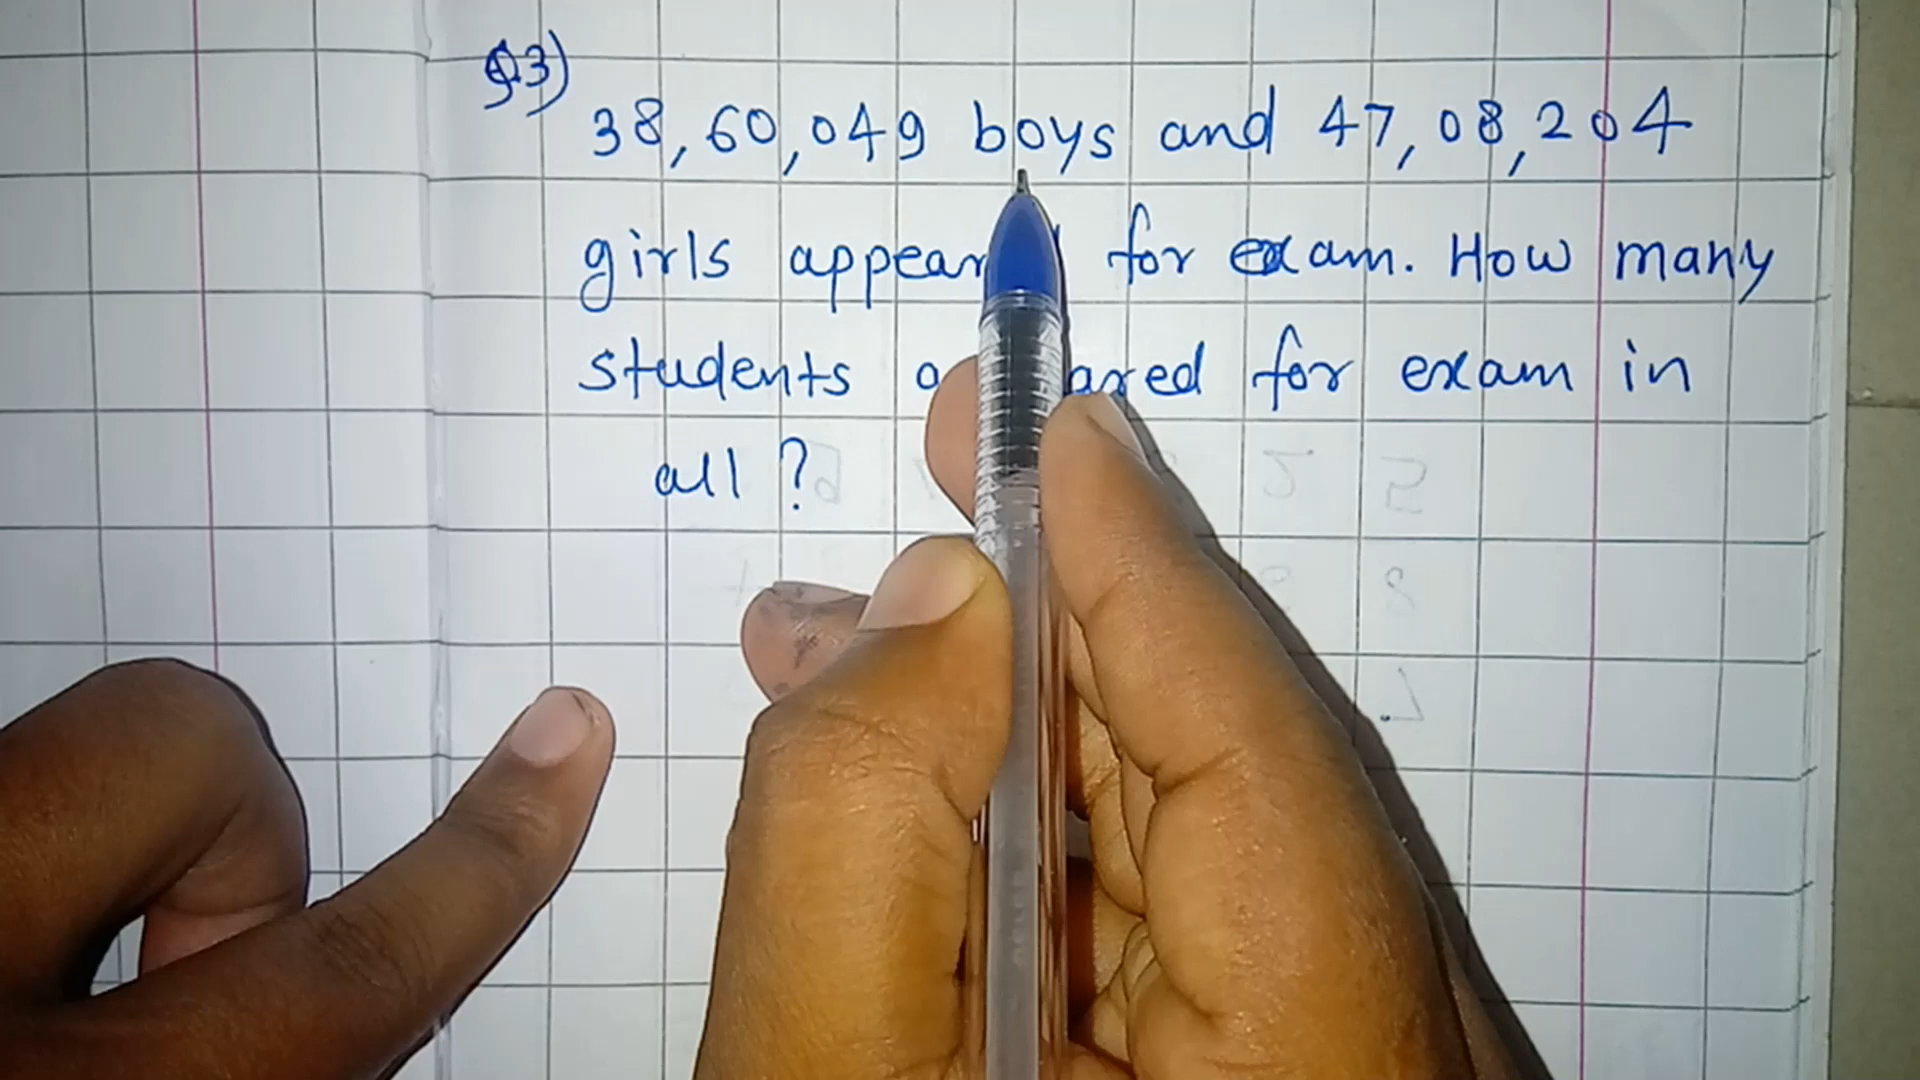 Q3)
38,60,049 boys and 47,08,204
girls for exam. How many
students for exam in
all?